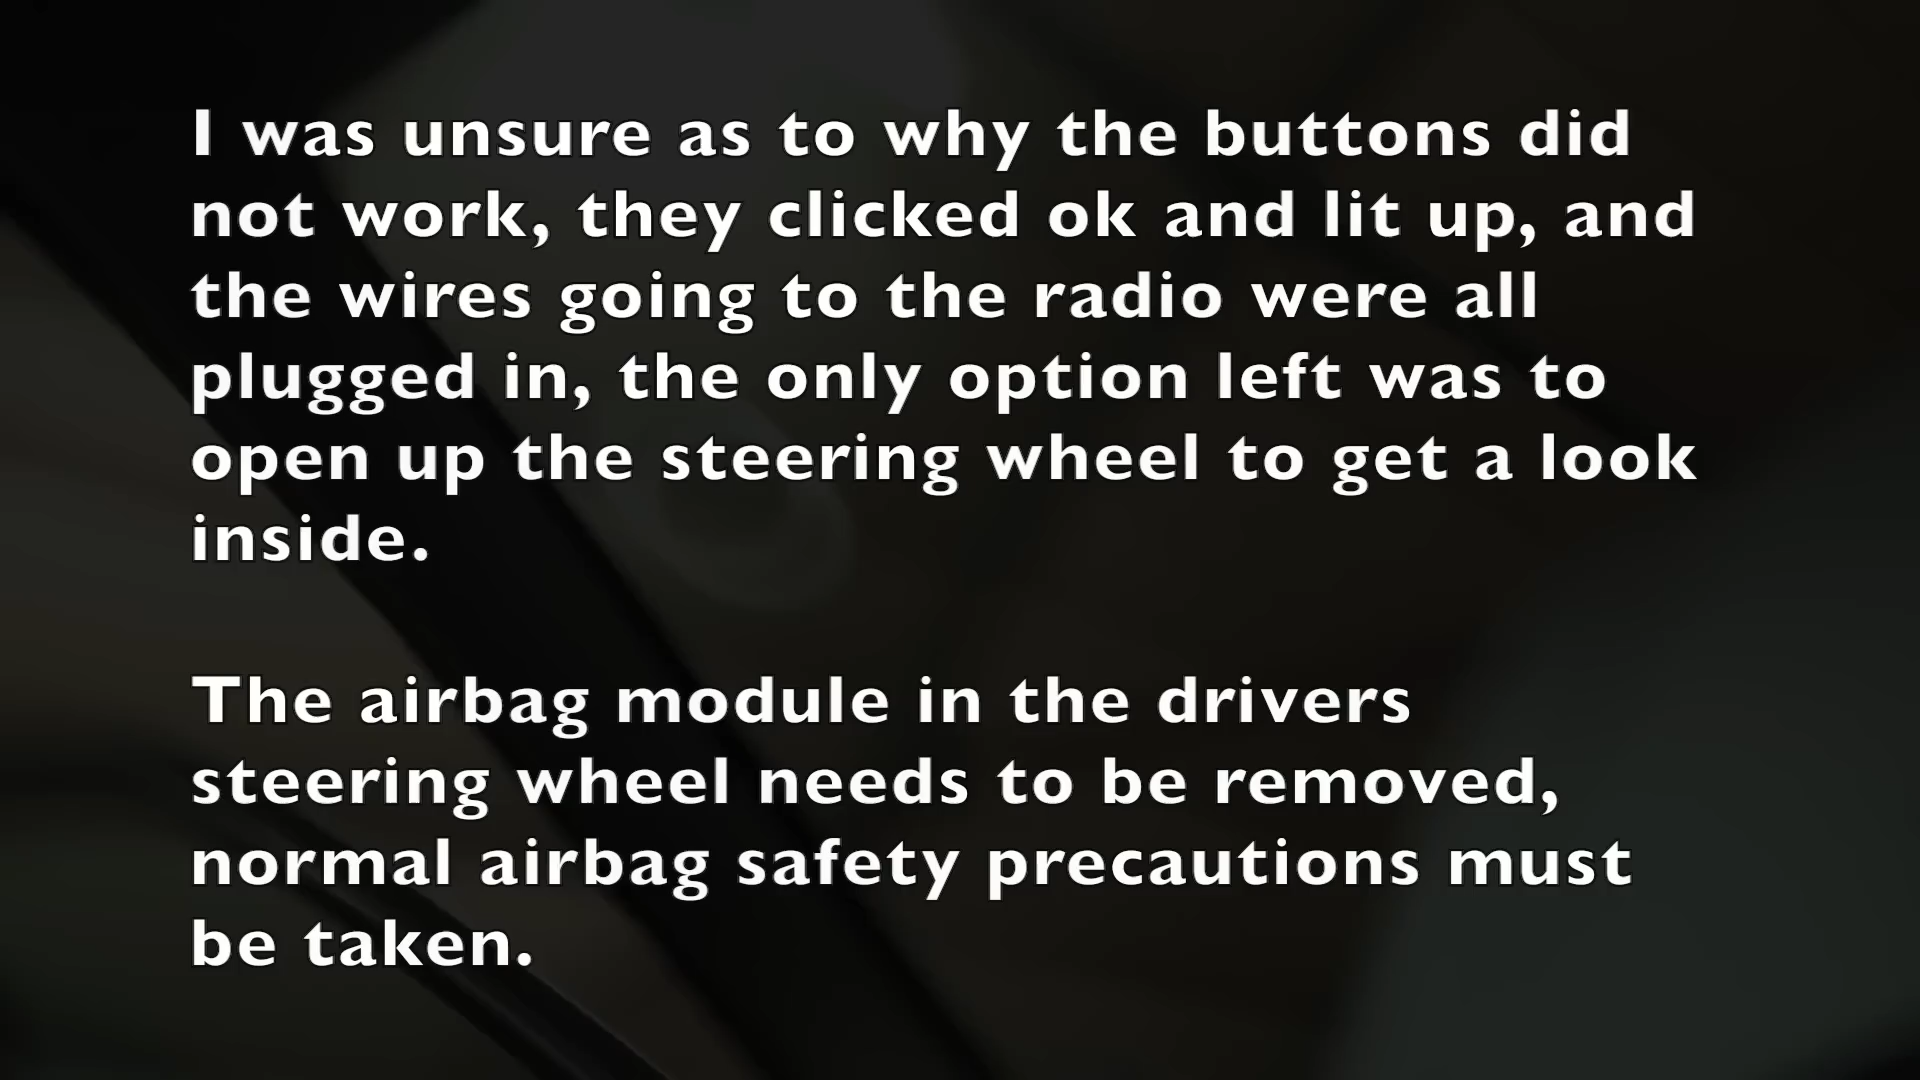 I was unsure as to why the buttons did
not work, they clicked ok and lit up, and
the wires going to the radio were all
plugged in, the only option left was to
open up the steering wheel to get a look
inside.
The airbag module in the drivers
steering wheel needs to be removed,
normal airbag safety precautions must
be taken.